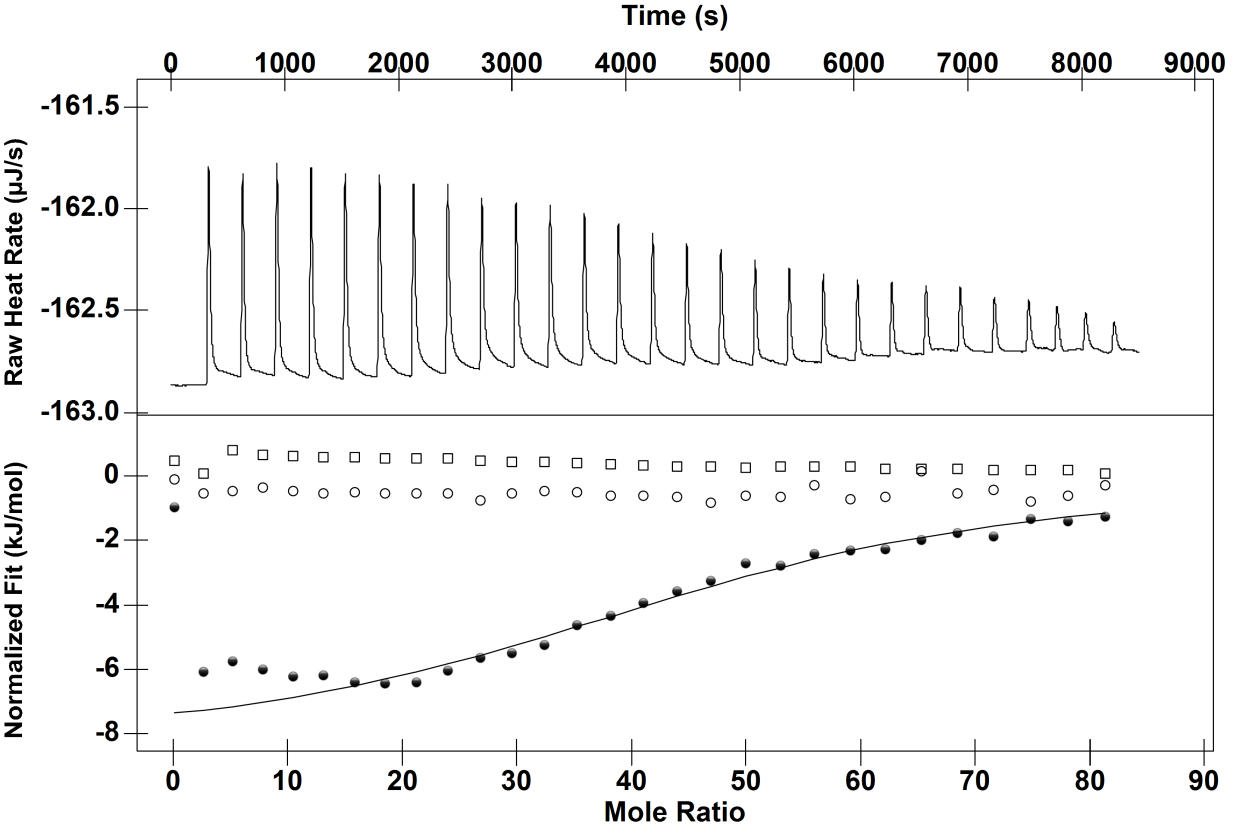 Time (s)
0 1000 2000 3000 4000 5000 6000 7000 8000 9000
Raw Heat Rate (µJ/s)
-161.5
-162.0
-162.5
-163.0
Normalized Fit (kJ/mol)
0
-2
-4
-6
-8
0 10 20 30 40 50 60 70 80 90
Mole Ratio